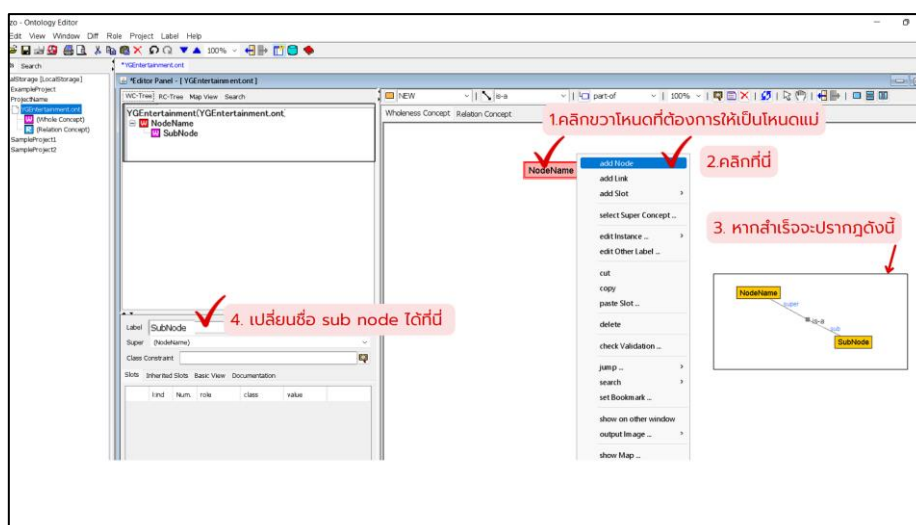 zo - Ontology Editor
Edit View Window Diff Role Project Label Help
100%
Search
*YGEntertainment.ont
alStorage [LocalStorage]
ExampleProject
ProjectName
YGEntertainment.ont
(Whole Concept)
(Relation Concept)
SampleProject1
SampleProject2
*Editor Panel - [ YGEntertainment.ont ]
WC-Tree RC-Tree Map View Search
YGEntertainment(YGEntertainment.ont
NodeName
SubNode
NEW is-a part-of 100%
Wholeness Concept Relation Concept
1.คลิกขวาโหนดที่ต้องการให้เป็นโหนดแม่
NodeName
2.คลิกที่นี่
add Node
add Link
add Slot
select Super Concept ...
edit Instance ...
edit Other Label ...
cut
copy
paste Slot ...
delete
check Validation ...
jump ...
search
set Bookmark ...
show on other window
output Image ...
show Map ...
3. หากสำเร็จจะปรากฎดังนี้
NodeName
super
is-a
sub
SubNode
4. เปลี่ยนชื่อ sub node ได้ที่นี่
Label SubNode
Super (NodeName)
Class Constraint
Slots Inherited Slots Basic View Documentation
kind Num. role class value